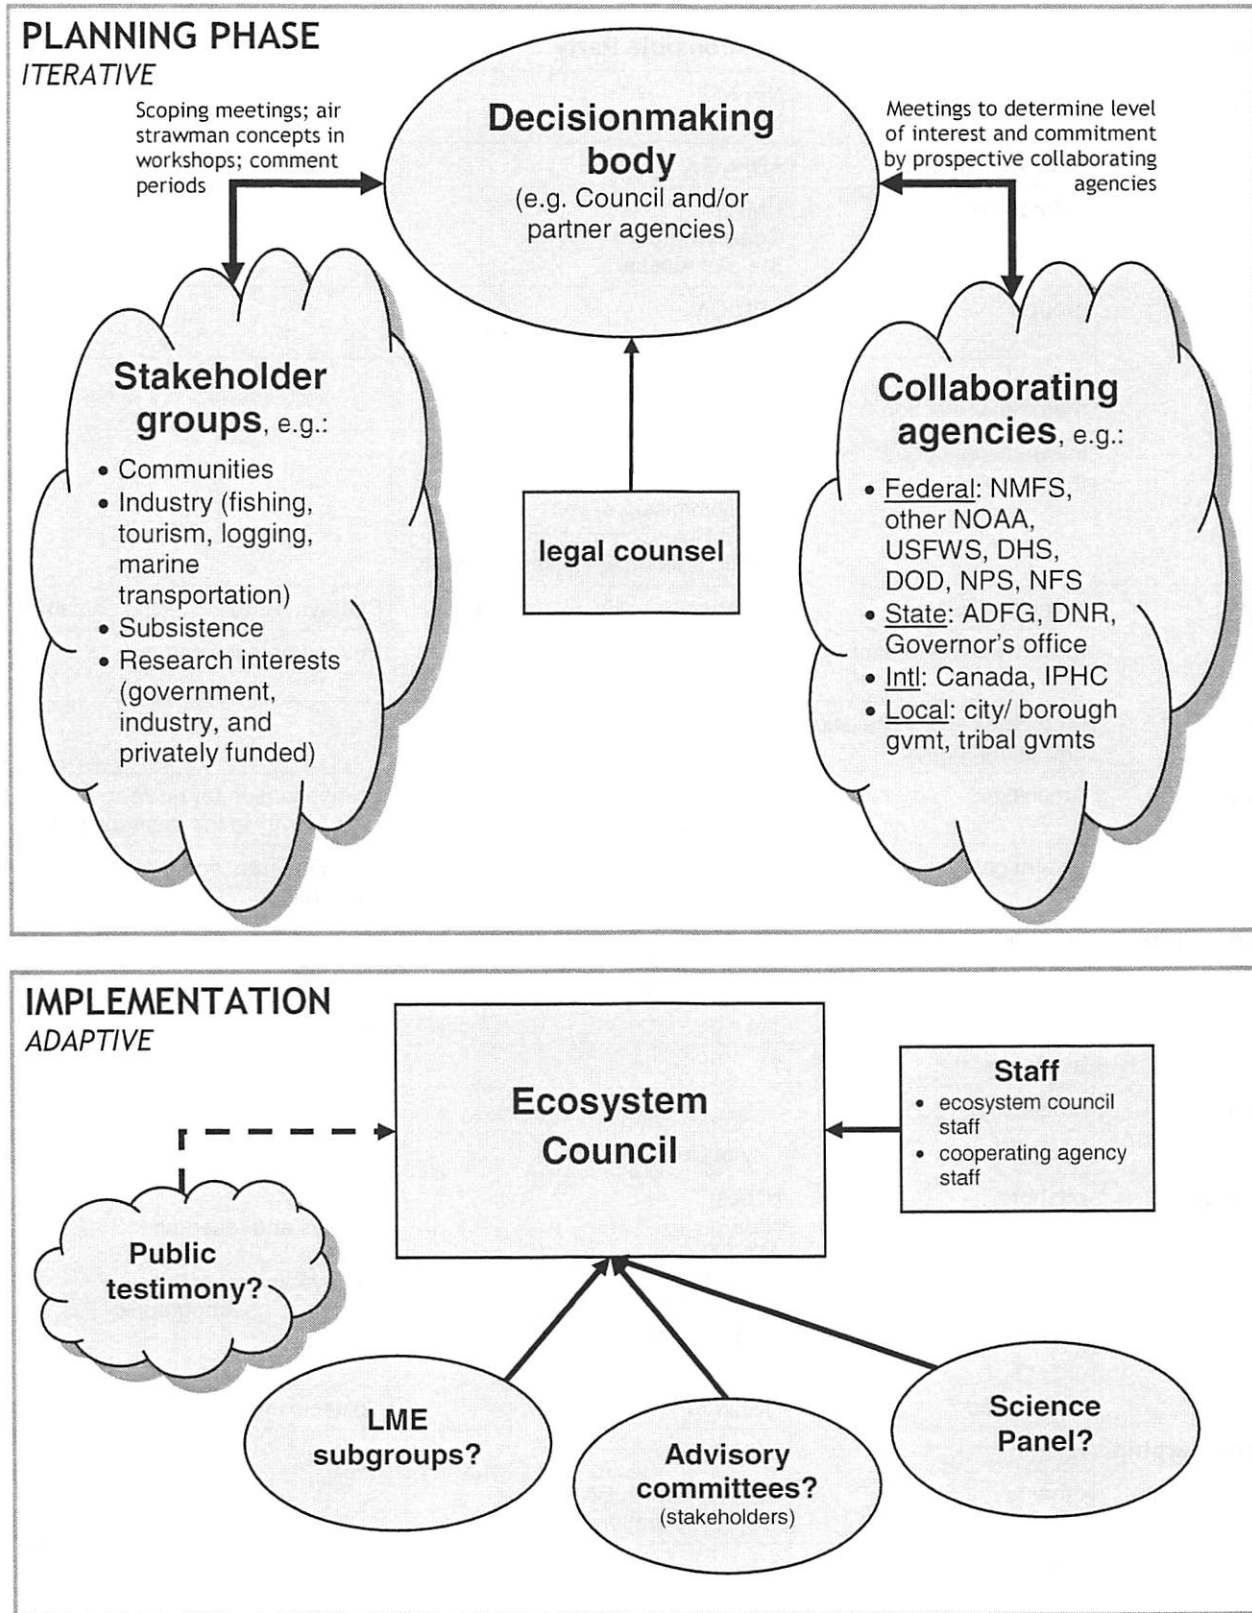 PLANNING PHASE
ITERATIVE
Scoping meetings; air
strawman concepts in
workshops; comment
periods
Decisionmaking
body
(e.g. Council and/or
partner agencies)
Meetings to determine level
of interest and commitment
by prospective collaborating
agencies
Stakeholder
groups, e.g.:
• Communities
• Industry (fishing,
tourism, logging,
marine
transportation)
• Subsistence
• Research interests
(government,
industry, and
privately funded)
legal counsel
Collaborating
agencies, e.g.:
• Federal: NMFS,
other NOAA,
USFWS, DHS,
DOD, NPS, NFS
• State: ADFG, DNR,
Governor's office
• Intl: Canada, IPHC
• Local: city/ borough
gvmt, tribal gvmts
IMPLEMENTATION
ADAPTIVE
Ecosystem
Council
Staff
• ecosystem council
staff
• cooperating agency
staff
Public
testimony?
LME
subgroups?
Advisory
committees?
(stakeholders)
Science
Panel?